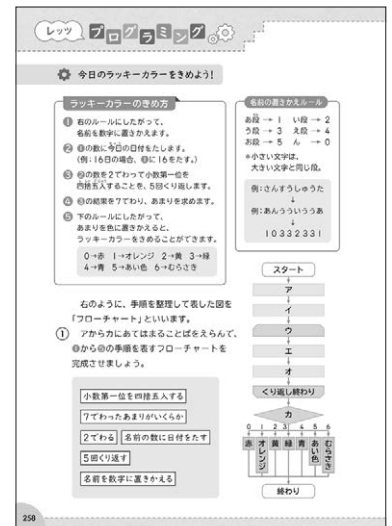 レッツ プログラミング
今日のラッキーカラーをきめよう!
ラッキーカラーのきめ方
❶ 右のルールにしたがって、
名前を数字に置きかえます。
❷ ❶の数に今日の日付をたします。
(例:16日の場合、❶に16をたす。)
❸ ❷の数を2でわって小数第一位を
四捨五入することを、5回くり返します。
❹ ❸の結果を7でわり、あまりを求めます。
❺ 下のルールにしたがって、
あまりを色に置きかえると、
ラッキーカラーをきめることができます。
0→赤 1→オレンジ 2→黄 3→緑
4→青 5→あい色 6→むらさき
名前の置きかえルール
あ段 → 1 い段 → 2
う段 → 3 え段 → 4
お段 → 5 ん → 0
*小さい文字は、
大きい文字と同じ段。
例:さんすうしゅうた
例:あんううぃううあ
10332331
右のように、手順を整理して表した図を
「フローチャート」といいます。
① アからカにあてはまることばをえらんで、
❶から❺の手順を表すフローチャートを
完成させましょう。
小数第一位を四捨五入する
7でわったあまりがいくらか
2でわる 名前の数に日付をたす
5回くり返す
名前を数字に置きかえる
スタート
ア
イ
ウ
エ
オ
くり返し終わり
カ
0 1 2 3 4 5 6
赤 オレンジ 黄 緑 青 あい色 むらさき
終わり
258